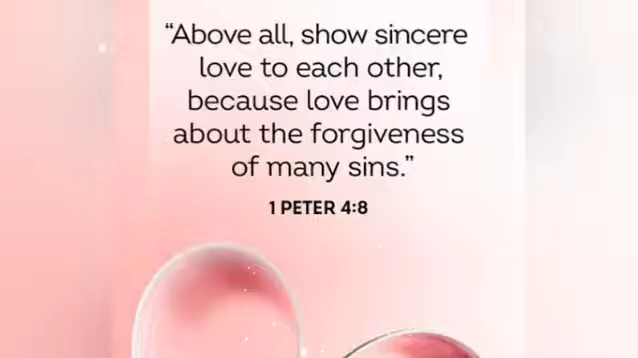 “Above all, show sincere
love to each other,
because love brings
about the forgiveness
of many sins.”
1 PETER 4:8